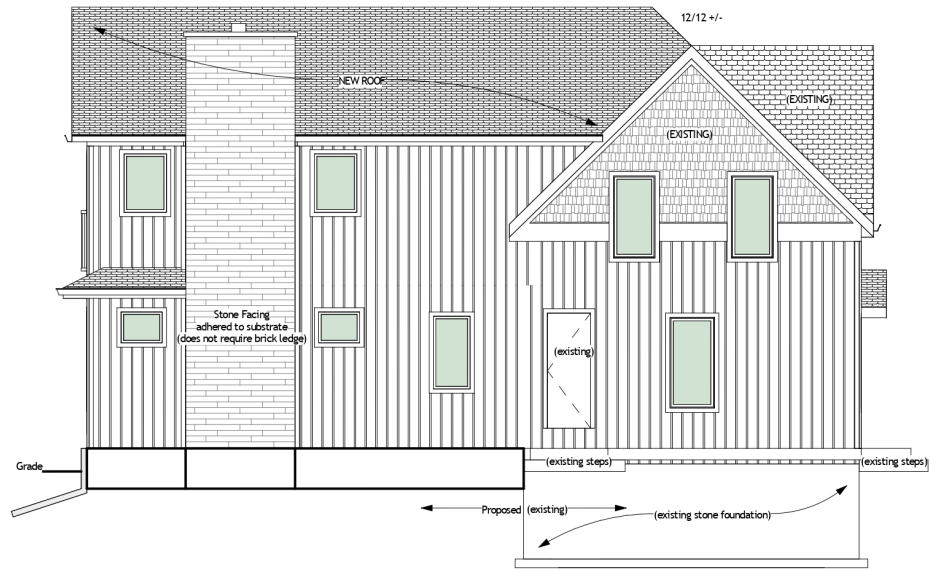 12/12 +/-
NEW ROOF
(EXISTING)
(EXISTING)
Stone Facing
adhered to substrate
(does not require brick ledge)
(existing)
Grade
(existing steps)
(existing steps)
Proposed (existing)
(existing stone foundation)